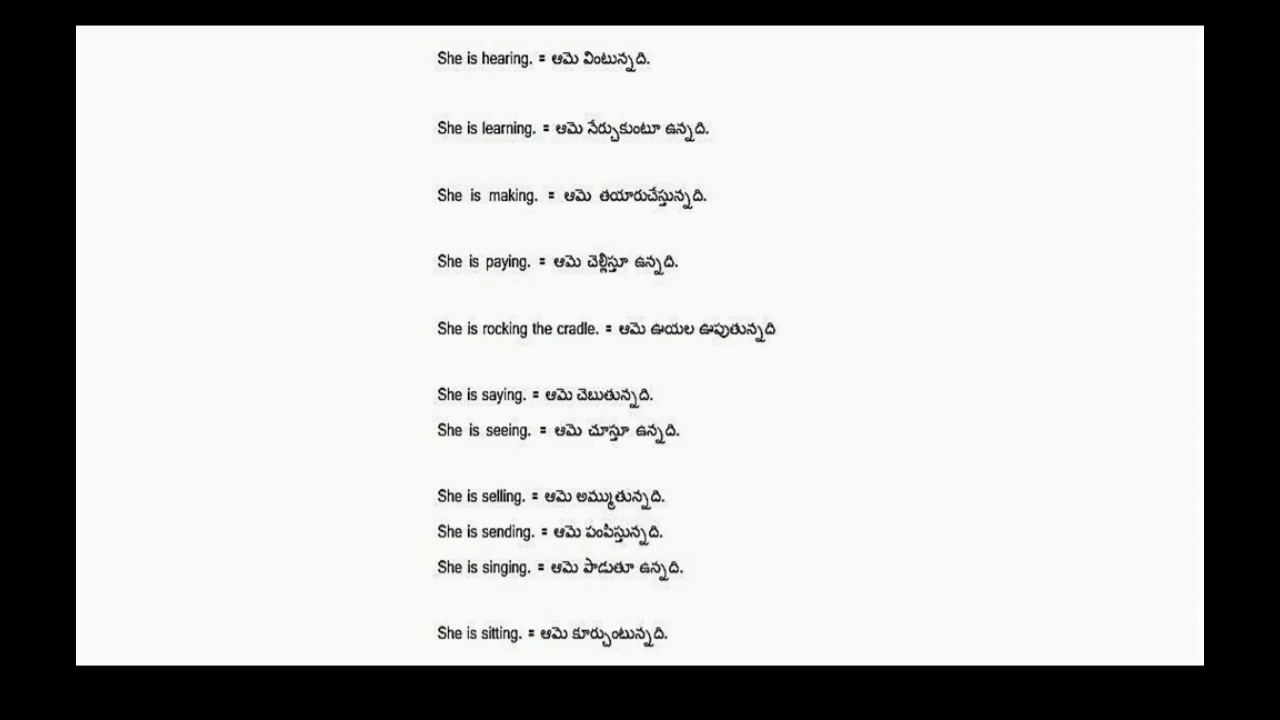 She is hearing. = ఆమె వింటున్నది.
She is learning. = ఆమె నేర్చుకుంటూ ఉన్నది.
She is making. = ఆమె తయారుచేస్తున్నది.
She is paying. = ఆమె చెల్లిస్తూ ఉన్నది.
She is rocking the cradle. = ఆమె ఊయల ఊపుతున్నది
She is saying. = ఆమె చెబుతున్నది.
She is seeing. = ఆమె చూస్తూ ఉన్నది.
She is selling. = ఆమె అమ్ముతున్నది.
She is sending. = ఆమె పంపిస్తున్నది.
She is singing. = ఆమె పాడుతూ ఉన్నది.
She is sitting. = ఆమె కూర్చుంటున్నది.